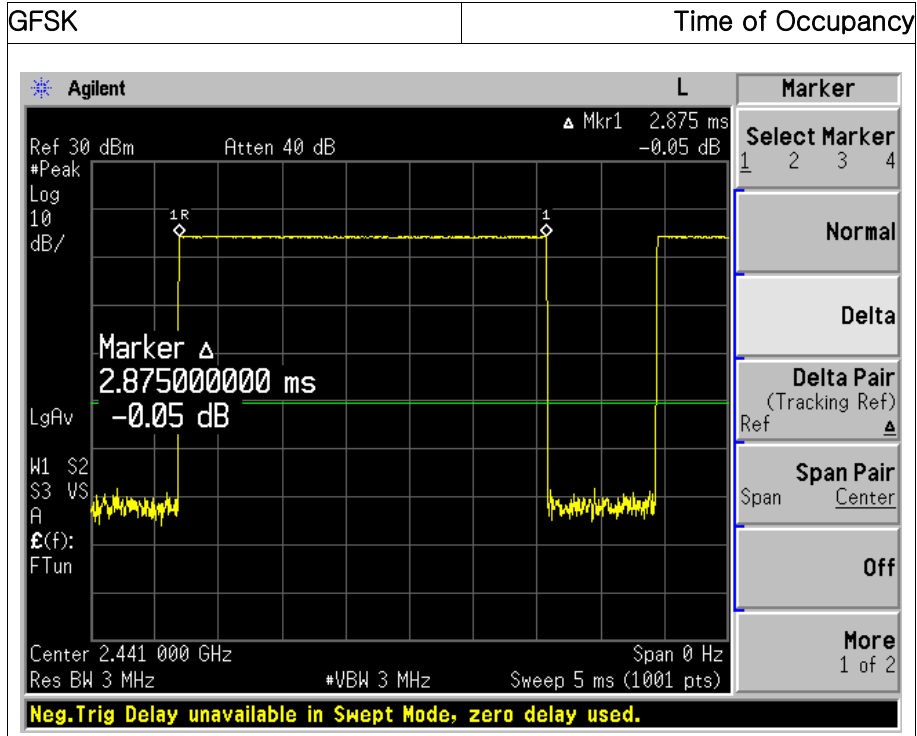 GFSK Time of Occupancy
Agilent L Marker
Δ Mkr1 2.875 ms
Ref 30 dBm Atten 40 dB -0.05 dB
#Peak
Log
10
dB/
1R 1
Marker Δ
2.875000000 ms
-0.05 dB
LgAv
W1 S2
S3 VS
A
£(f):
FTun
Center 2.441 000 GHz Span 0 Hz
Res BW 3 MHz #VBW 3 MHz Sweep 5 ms (1001 pts)
Neg.Trig Delay unavailable in Swept Mode, zero delay used.
Select Marker
1 2 3 4
Normal
Delta
Delta Pair
(Tracking Ref)
Ref Δ
Span Pair
Span Center
Off
More
1 of 2